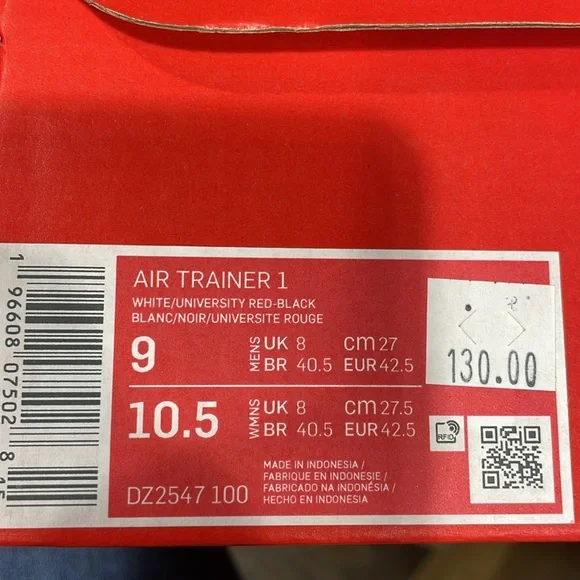 AIR TRAINER 1
WHITE/UNIVERSITY RED-BLACK
BLANC/NOIR/UNIVERSITE ROUGE
9 MENS UK 8 CM 27
BR 40.5 EUR 42.5
130.00
10.5 WMNS UK 8 CM 27.5
BR 40.5 EUR 42.5
RFID
MADE IN INDONESIA /
FABRIQUE EN INDONESIE /
FABRICADO NA INDONÉSIA /
HECHO EN INDONESIA
DZ2547 100
1 96608 07502 8